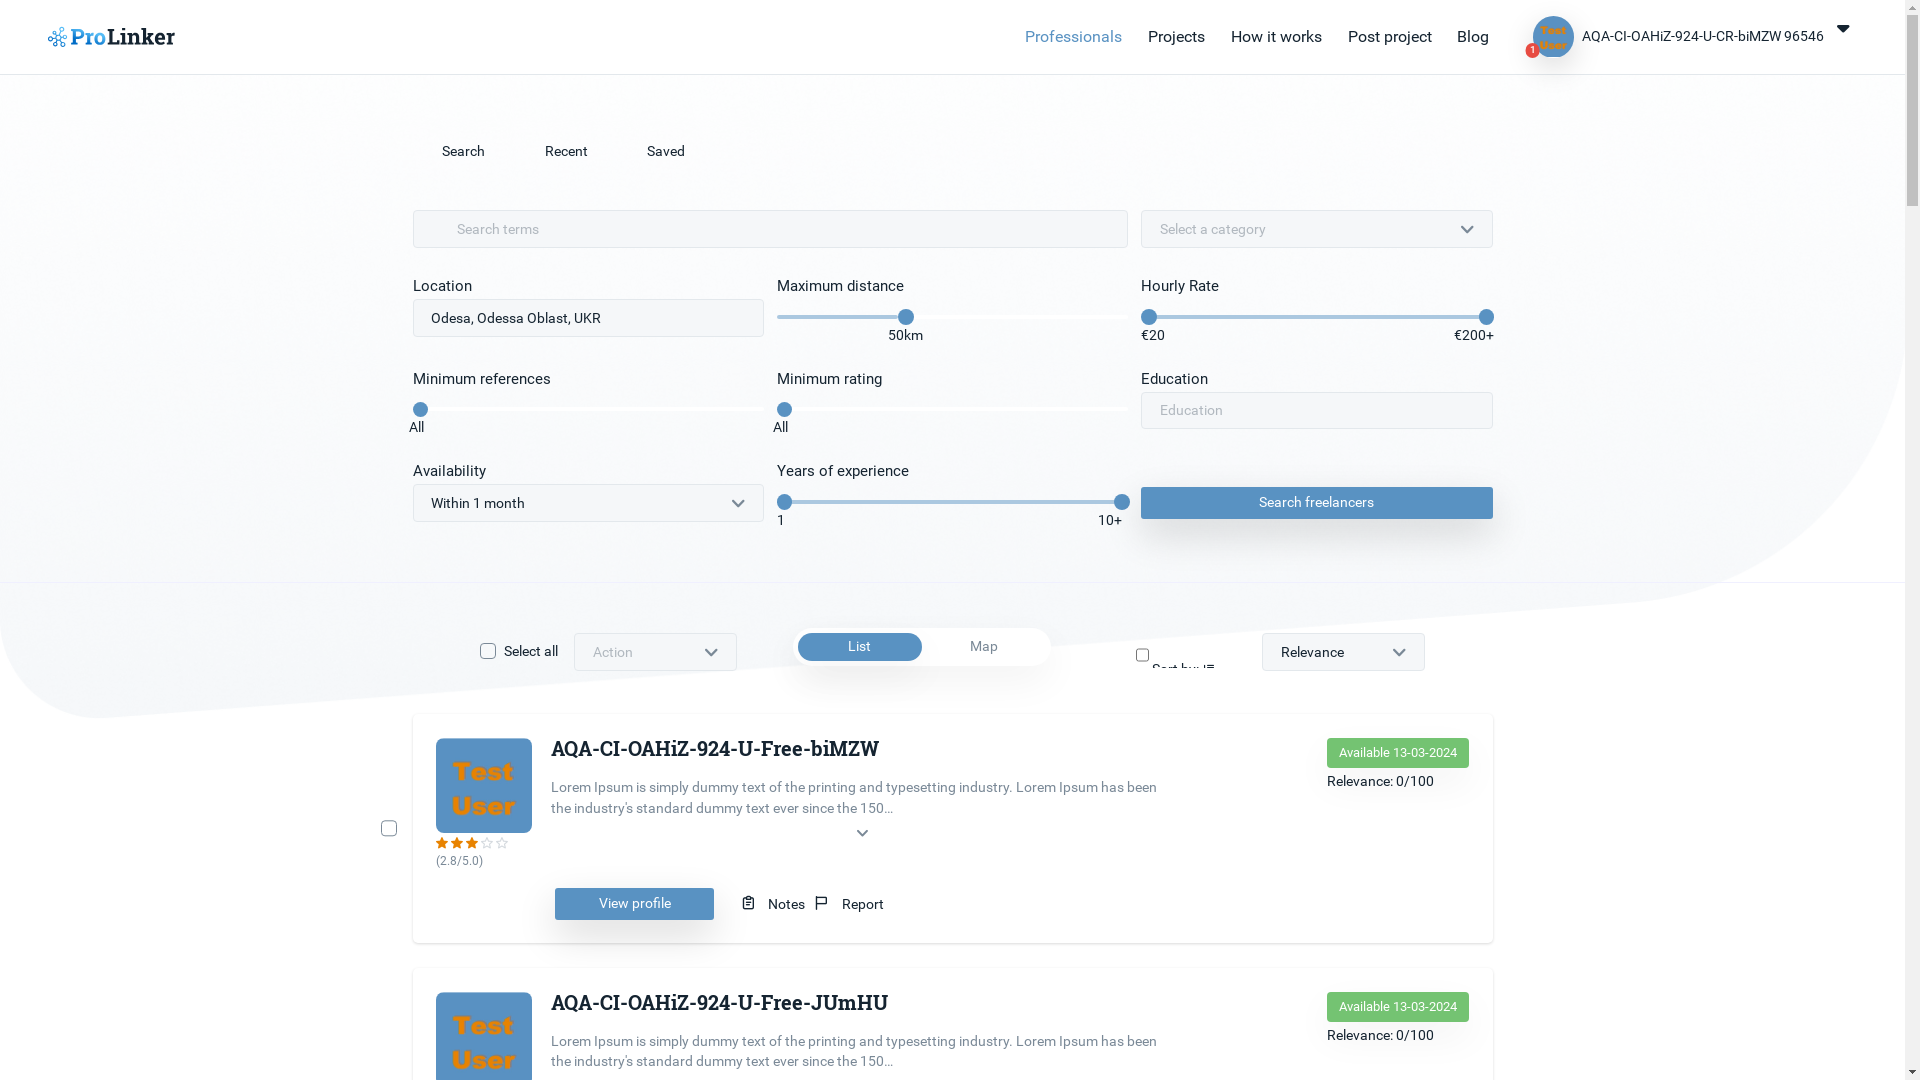 ProLinker
Professionals
Projects
How it works
Post project
Blog
Test
User
1
AQA-CI-OAHiZ-924-U-CR-biMZW 96546
Search
Recent
Saved
Search terms
Select a category
Location
Maximum distance
Hourly Rate
Odesa, Odessa Oblast, UKR
50km
€20
€200+
Minimum references
Minimum rating
Education
All
All
Education
Availability
Years of experience
Within 1 month
1
10+
Search freelancers
Select all
Action
List
Map
Sort by:
Relevance
Test
User
AQA-CI-OAHiZ-924-U-Free-biMZW
Available 13-03-2024
Relevance: 0/100
Lorem Ipsum is simply dummy text of the printing and typesetting industry. Lorem Ipsum has been
the industry's standard dummy text ever since the 150...
(2.8/5.0)
View profile
Notes
Report
Test
User
AQA-CI-OAHiZ-924-U-Free-JUmHU
Available 13-03-2024
Relevance: 0/100
Lorem Ipsum is simply dummy text of the printing and typesetting industry. Lorem Ipsum has been
the industry's standard dummy text ever since the 150...